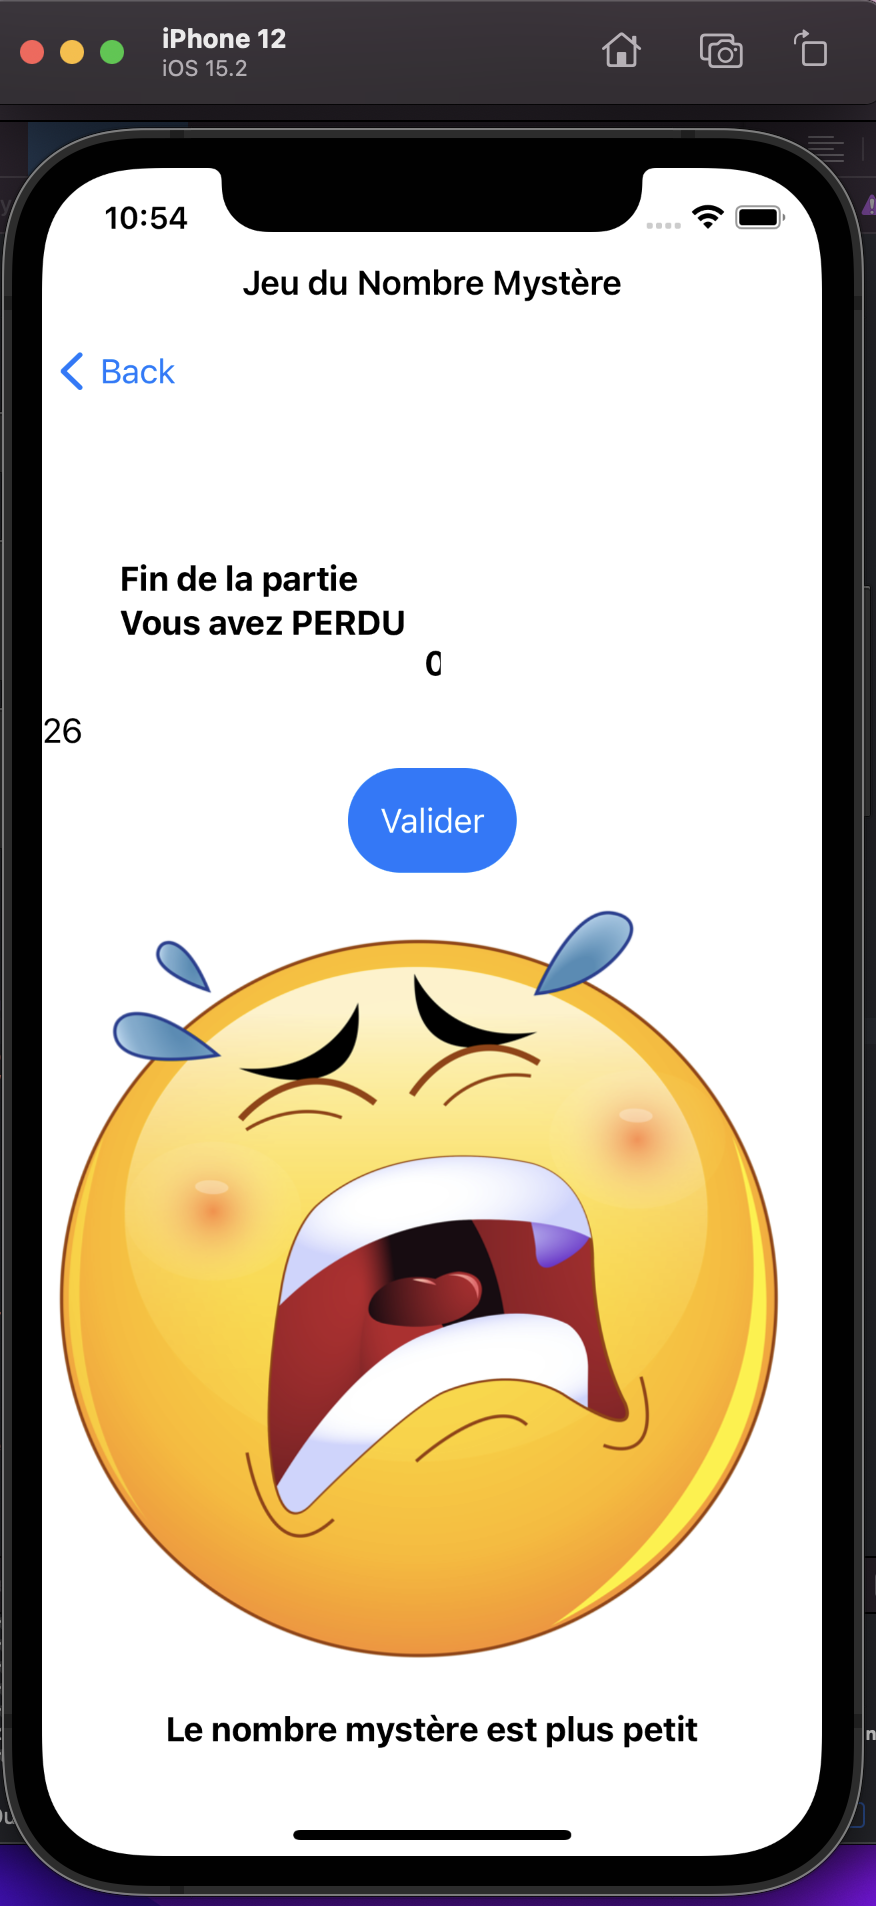 iPhone 12
iOS 15.2
10:54
Jeu du Nombre Mystère
Back
Fin de la partie
Vous avez PERDU
0
26
Valider
Le nombre mystère est plus petit